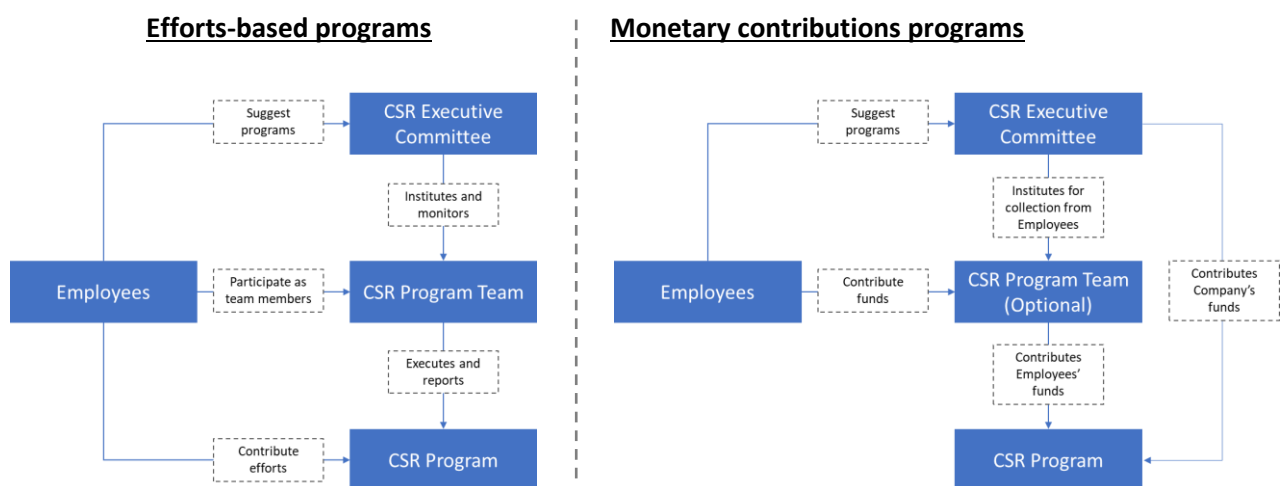 Efforts-based programs
Suggest
programs
CSR Executive
Committee
Institutes and
monitors
Employees
Participate as
team members
CSR Program Team
Executes and
reports
Contribute
efforts
CSR Program
Monetary contributions programs
Suggest
programs
CSR Executive
Committee
Institutes for
collection from
Employees
Employees
Contribute
funds
CSR Program Team
(Optional)
Contributes
Company’s
funds
Contributes
Employees’
funds
CSR Program